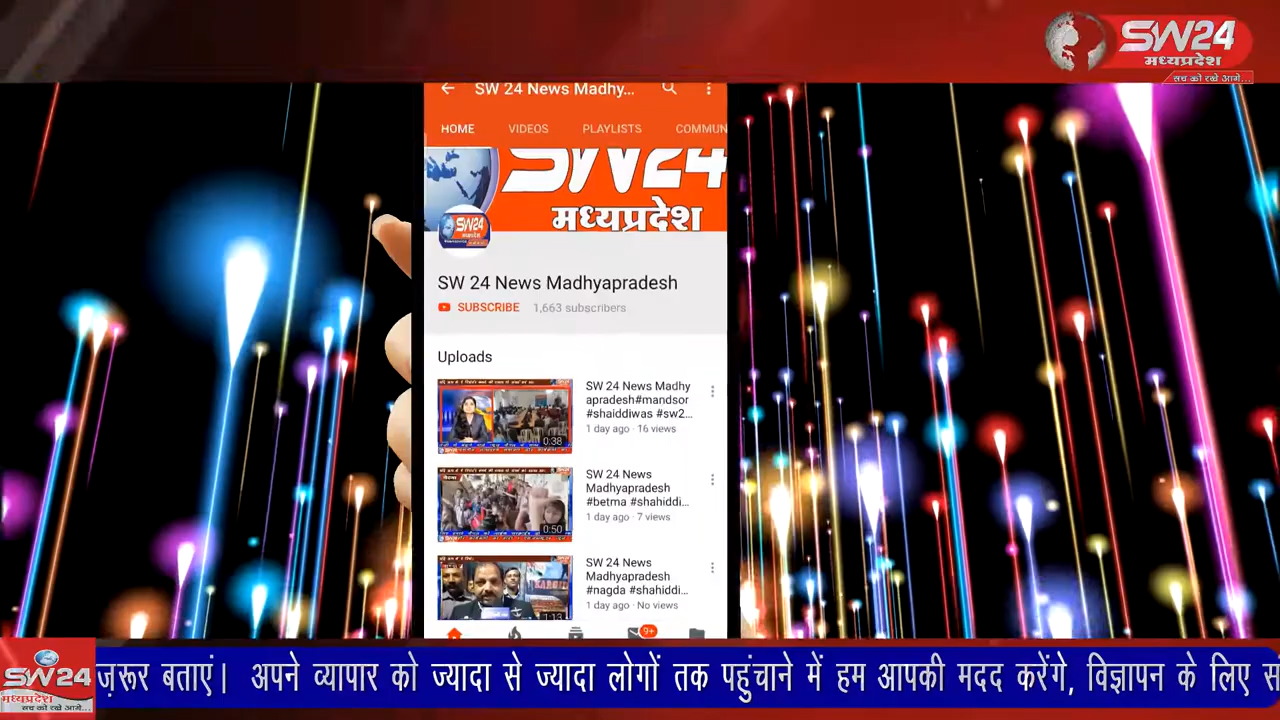 SW24
मध्यप्रदेश
सच को रखे आगे...
SW 24 News Madhy...
HOME VIDEOS PLAYLISTS COMMUN
SW24
मध्यप्रदेश
SW24
SW 24 News Madhyapradesh
SUBSCRIBE 1,663 subscribers
Uploads
SW 24 News Madhy
apradesh#mandsor
#shaiddiwas #sw2...
1 day ago · 16 views
0:38
SW 24 News
Madhyapradesh
#betma #shahiddi...
1 day ago · 7 views
0:50
SW 24 News
Madhyapradesh
#nagda #shahiddi...
1 day ago · No views
1:13
9+
SW24
मध्यप्रदेश
सच को रखे आगे...
ज़रूर बताएं। अपने व्यापार को ज्यादा से ज्यादा लोगों तक पहुंचाने में हम आपकी मदद करेंगे, विज्ञापन के लिए सं